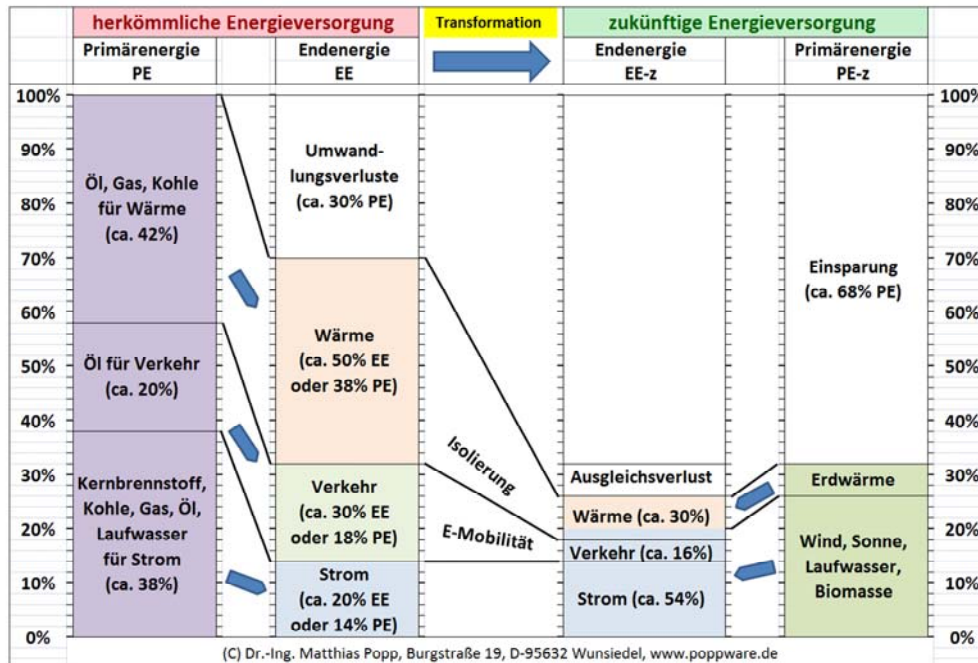 herkömmliche Energieversorgung
Transformation
zukünftige Energieversorgung
Primärenergie
PE
Endenergie
EE
Endenergie
EE-z
Primärenergie
PE-z
100%
90%
80%
70%
60%
50%
40%
30%
20%
10%
0%
Öl, Gas, Kohle
für Wärme
(ca. 42%)
Öl für Verkehr
(ca. 20%)
Kernbrennstoff,
Kohle, Gas, Öl,
Laufwasser
für Strom
(ca. 38%)
Umwand-
lungsverluste
(ca. 30% PE)
Wärme
(ca. 50% EE
oder 38% PE)
Verkehr
(ca. 30% EE
oder 18% PE)
Strom
(ca. 20% EE
oder 14% PE)
Isolierung
E-Mobilität
Ausgleichsverlust
Wärme (ca. 30%)
Verkehr (ca. 16%)
Strom (ca. 54%)
Einsparung
(ca. 68% PE)
Erdwärme
Wind, Sonne,
Laufwasser,
Biomasse
100%
90%
80%
70%
60%
50%
40%
30%
20%
10%
0%
(C) Dr.-Ing. Matthias Popp, Burgstraße 19, D-95632 Wunsiedel, www.poppware.de